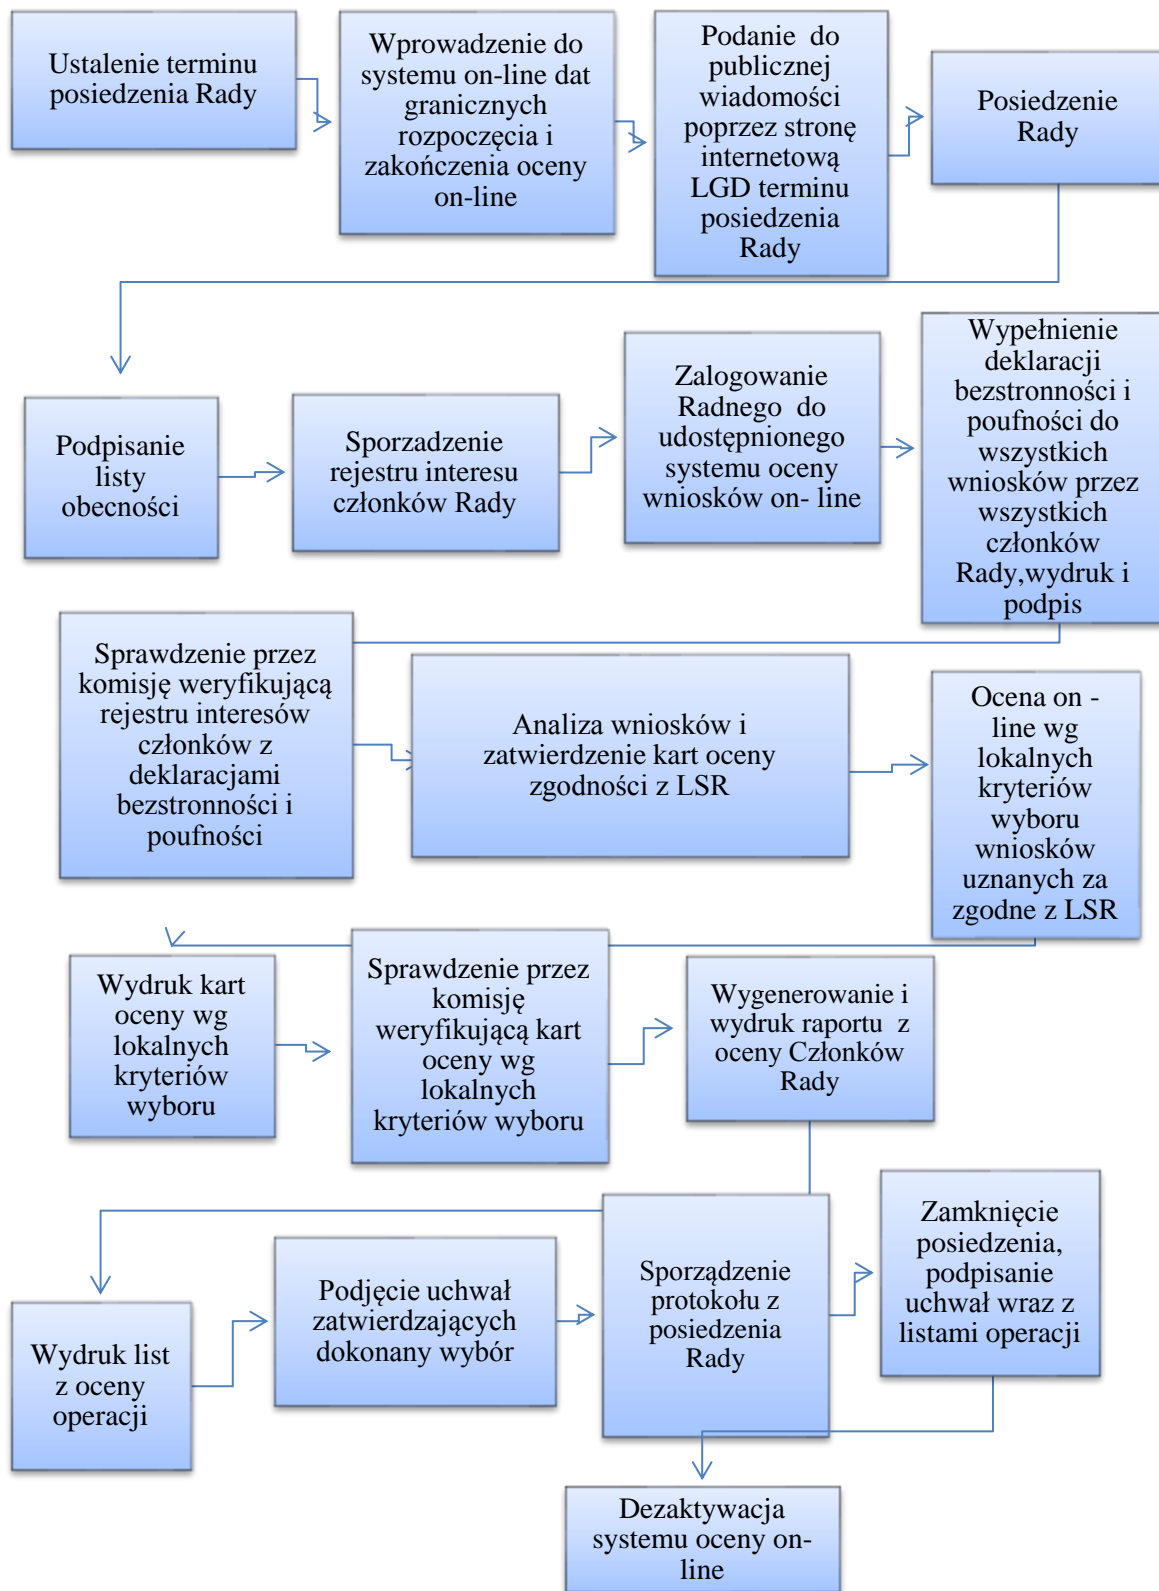 Ustalenie terminu
posiedzenia Rady
Wprowadzenie do
systemu on-line dat
granicznych
rozpoczęcia i
zakończenia oceny
on-line
Podanie do
publicznej
wiadomości
poprzez stronę
internetową
LGD terminu
posiedzenia
Rady
Posiedzenie
Rady
Podpisanie
listy
obecności
Sporzadzenie
rejestru interesu
członków Rady
Zalogowanie
Radnego do
udostępnionego
systemu oceny
wniosków on- line
Wypełnienie
deklaracji
bezstronności i
poufności do
wszystkich
wniosków przez
wszystkich
członków
Rady,wydruk i
podpis
Sprawdzenie przez
komisję weryfikującą
rejestru interesów
członków z
deklaracjami
bezstronności i
poufności
Analiza wniosków i
zatwierdzenie kart oceny
zgodności z LSR
Ocena on -
line wg
lokalnych
kryteriów
wyboru
wniosków
uznanych za
zgodne z LSR
Wydruk kart
oceny wg
lokalnych
kryteriów
wyboru
Sprawdzenie przez
komisję
weryfikującą kart
oceny wg
lokalnych
kryteriów wyboru
Wygenerowanie i
wydruk raportu z
oceny Członków
Rady
Wydruk list
z oceny
operacji
Podjęcie uchwał
zatwierdzających
dokonany wybór
Sporządzenie
protokołu z
posiedzenia
Rady
Zamknięcie
posiedzenia,
podpisanie
uchwał wraz z
listami operacji
Dezaktywacja
systemu oceny on-
line